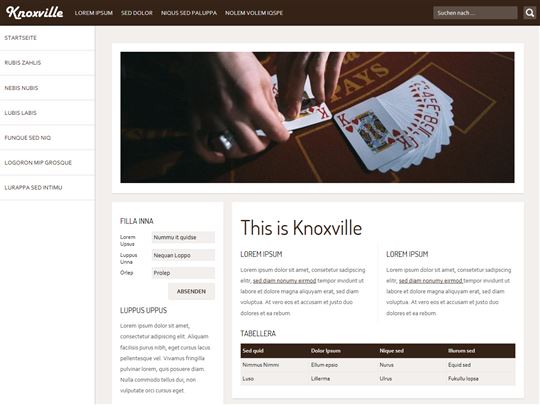 Knoxville LOREM IPSUM SED DOLOR NIQUS SED PALUPPA NOLEM VOLEM IQSPE Suchen nach ...
STARTSEITE
RUBIS ZAHLIS
NEBIS NUBIS
LUBIS LABIS
FUNQUE SED NIQ
LOGORON MIP GROSQUE
LURAPPA SED INTIMU
PAYS
K
K
FILLA INNA
Lorem Upsus
Nummu it quidse
Luppus Unna
Nequan Loppo
Orlep
Prolep
ABSENDEN
LUPPUS UPPUS
Lorem ipsum dolor sit amet,
consetetur sadipscing elit. Aliquam
facilisis purus nibh, eget cursus lacus
pellentesque vel. Vivamus fringilla
pulvinar lorem, quis posuere diam.
Nulla commodo tellus dui, non
vulputate orci cursus eget.
This is Knoxville
LOREM IPSUM
Lorem ipsum dolor sit amet, consetetur sadipscing
elitr, sed diam nonumy eirmod tempor invidunt ut
labore et dolore magna aliquyam erat, sed diam
voluptua. At vero eos et accusam et justo duo
dolores et ea rebum.
LOREM IPSUM
Lorem ipsum dolor sit amet, consetetur sadipscing
elitr, sed diam nonumy eirmod tempor invidunt ut
labore et dolore magna aliquyam erat, sed diam
voluptua. At vero eos et accusam et justo duo
dolores et ea rebum.
TABELLERA
Sed quid Dolor Ipsum Nique sed Illorum sed
Nimmus Nimmi Ellum epsio Nurus Equid sed
Luso Lillerma Ulrus Fukullu lopsa